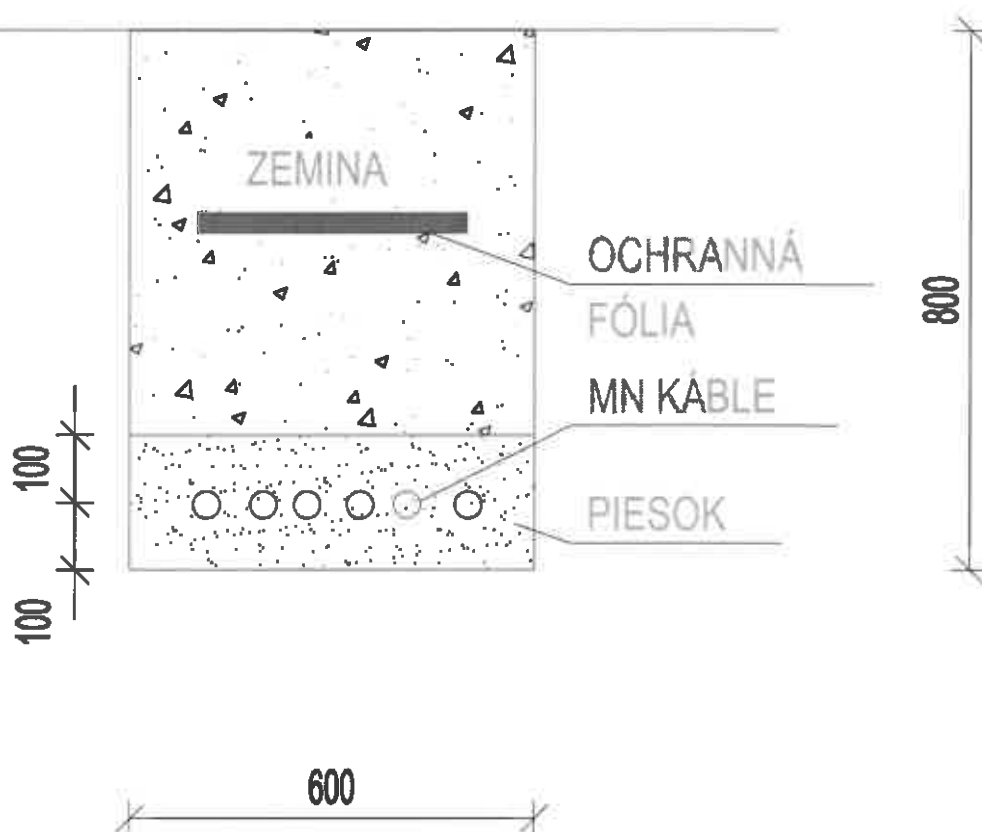 ZEMINA
OCHRANNÁ
FÓLIA
MN KÁBLE
PIESOK
800
100
100
600